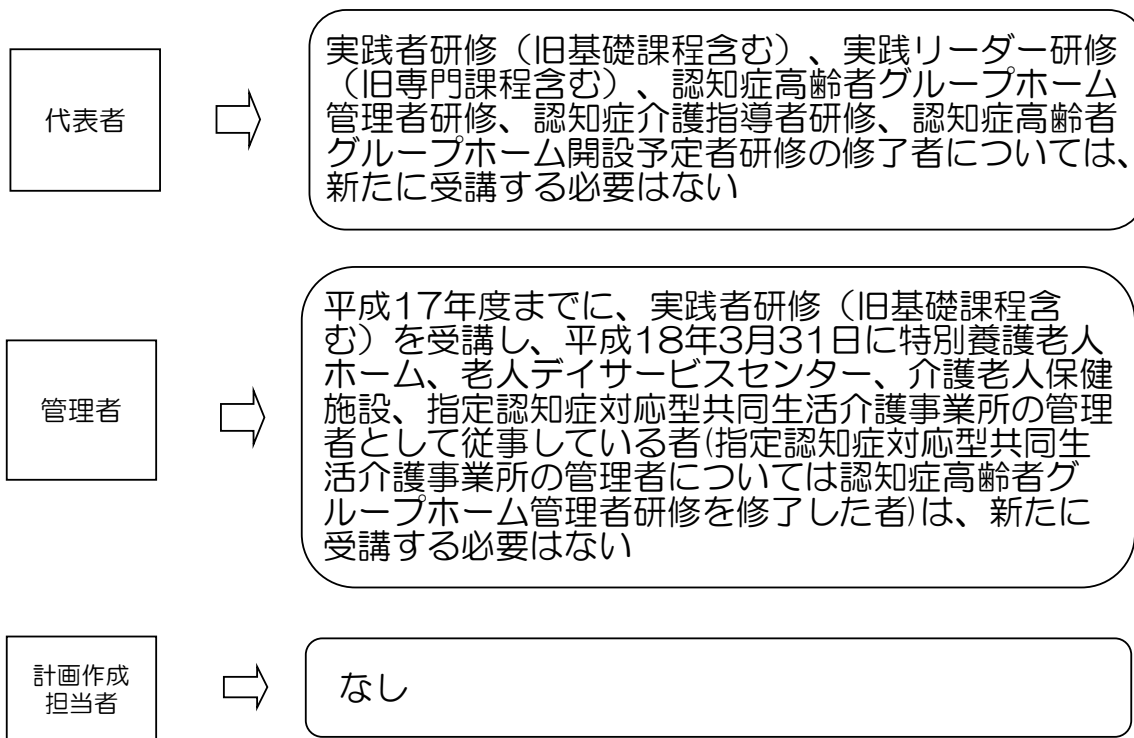 代表者
実践者研修（旧基礎課程含む）、実践リーダー研修
（旧専門課程含む）、認知症高齢者グループホーム
管理者研修、認知症介護指導者研修、認知症高齢者
グループホーム開設予定者研修の修了者については、
新たに受講する必要はない
管理者
平成17年度までに、実践者研修（旧基礎課程含
む）を受講し、平成18年3月31日に特別養護老人
ホーム、老人デイサービスセンター、介護老人保健
施設、指定認知症対応型共同生活介護事業所の管理
者として従事している者(指定認知症対応型共同生
活介護事業所の管理者については認知症高齢者グ
ループホーム管理者研修を修了した者)は、新たに
受講する必要はない
計画作成
担当者
なし